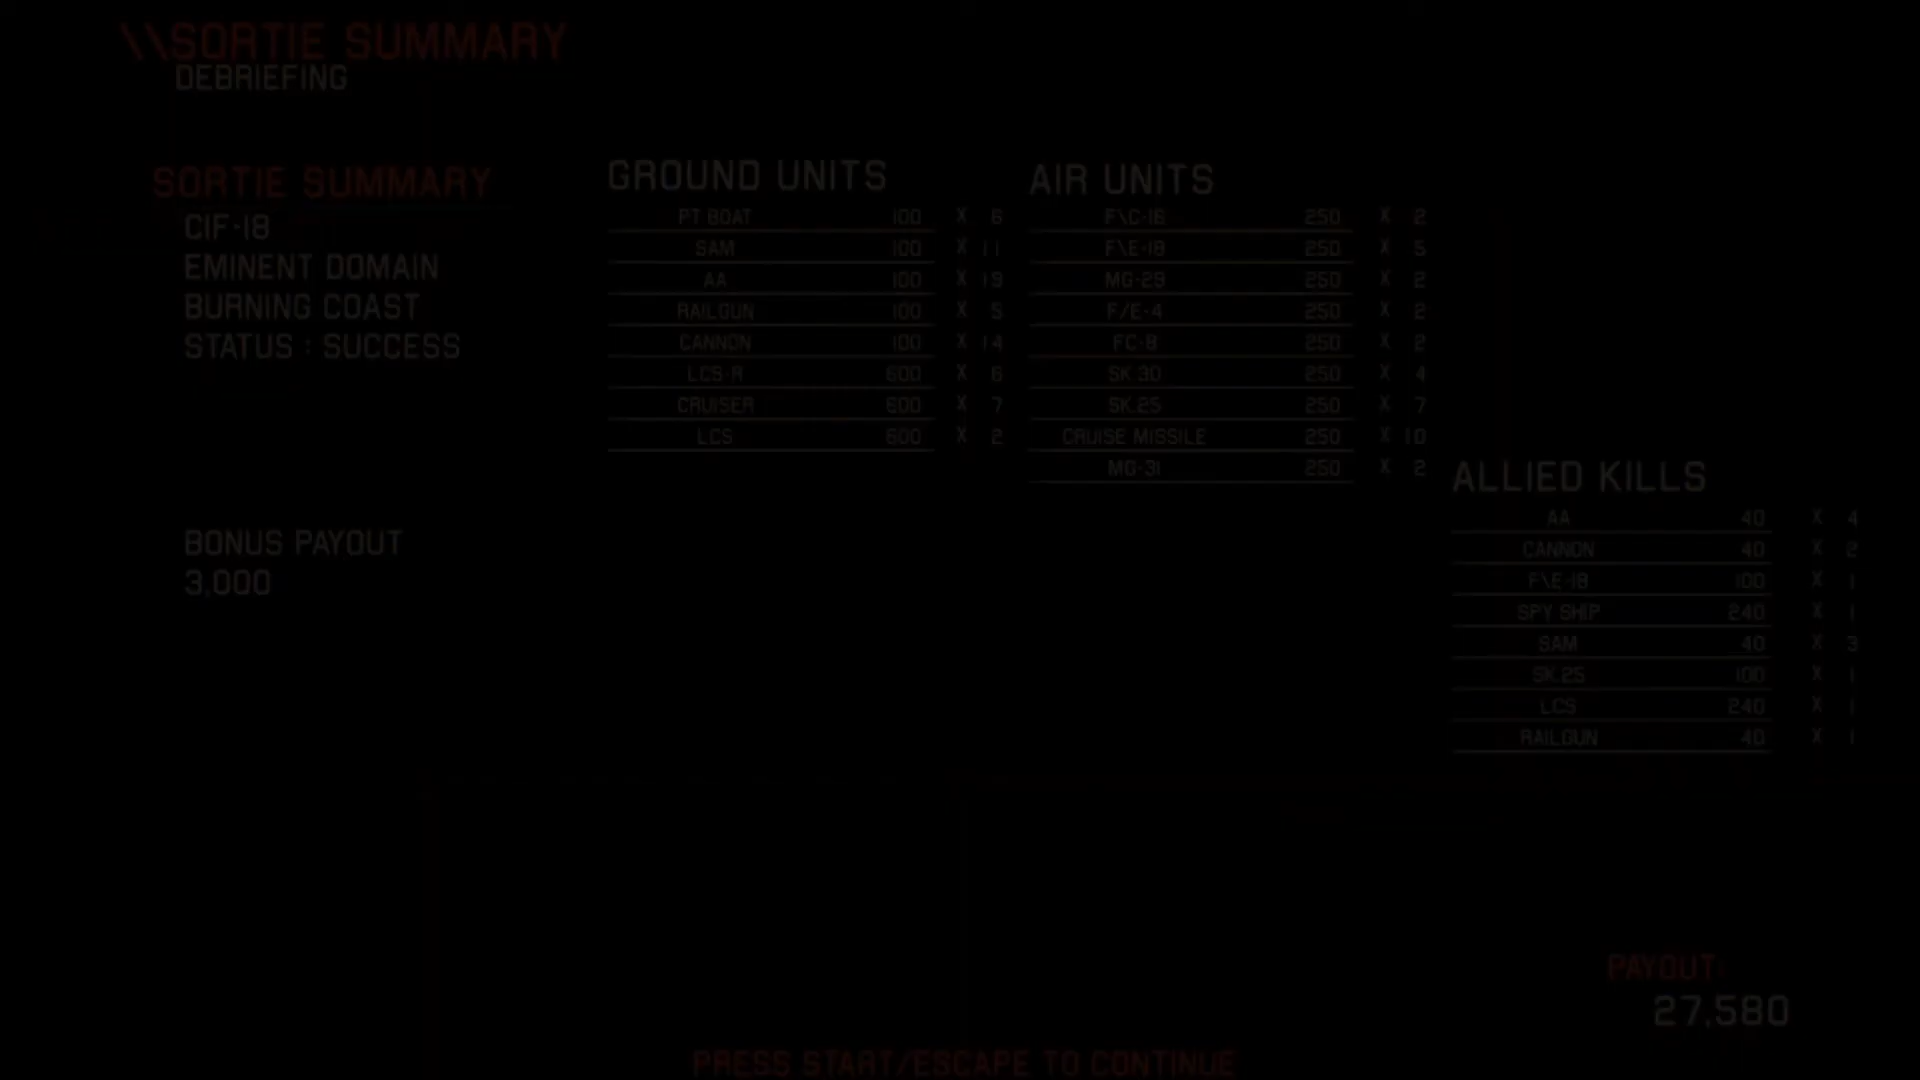 \\SORTIE SUMMARY
DEBRIEFING
SORTIE SUMMARY
CIF-18
EMINENT DOMAIN
BURNING COAST
STATUS : SUCCESS
BONUS PAYOUT
3,000
GROUND UNITS
PT BOAT 100 X 6
SAM 100 X 11
AA 100 X 19
RAILGUN 100 X 5
CANNON 100 X 14
LCS-R 600 X 6
CRUISER 600 X 7
LCS 600 X 2
AIR UNITS
F\C-16 250 X 2
F\E-18 250 X 5
MG-29 250 X 2
F/E-4 250 X 2
FC-8 250 X 2
SK.30 250 X 4
SK.25 250 X 7
CRUISE MISSILE 250 X 10
MG-31 250 X 2
ALLIED KILLS
AA 40 X 4
CANNON 40 X 2
F\E-18 100 X 1
SPY SHIP 240 X 1
SAM 40 X 3
SK.25 100 X 1
LCS 240 X 1
RAILGUN 40 X 1
PAYOUT:
27,580
PRESS START/ESCAPE TO CONTINUE